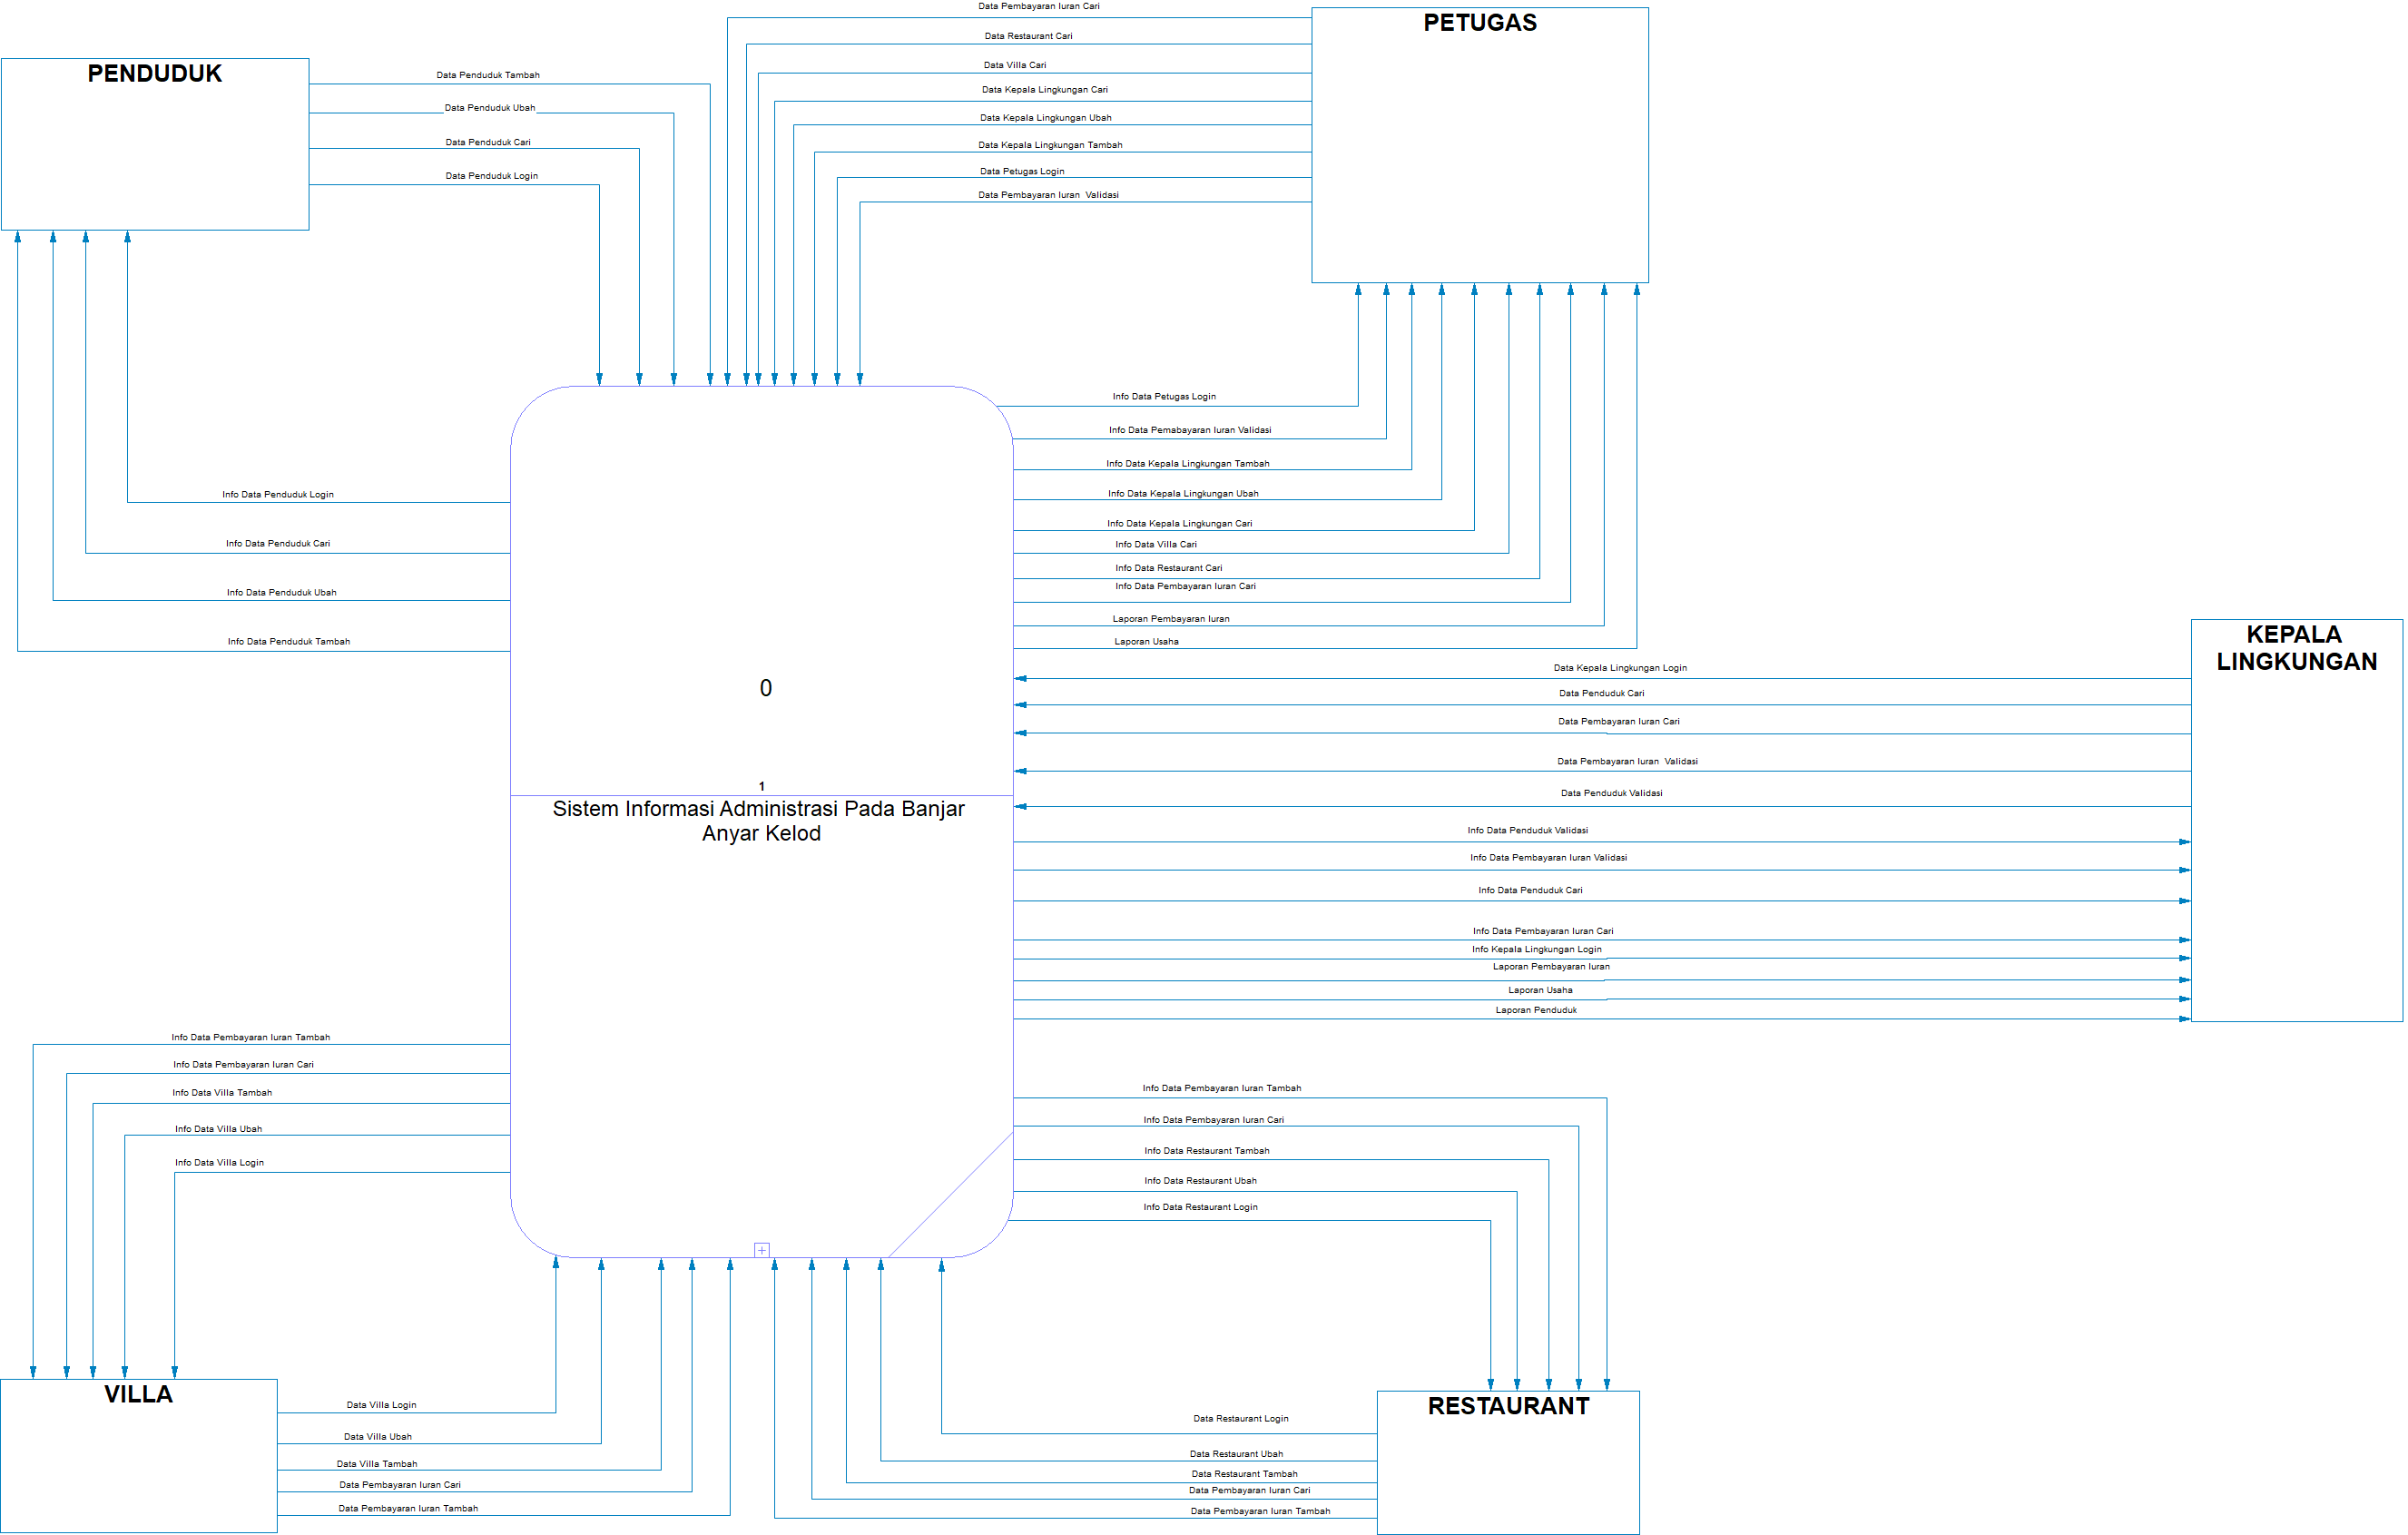 Data Pembayaran Iuran Cari
Data Restaurant Cari
Data Villa Cari
Data Kepala Lingkungan Cari
Data Kepala Lingkungan Ubah
Data Kepala Lingkungan Tambah
Data Petugas Login
Data Pembayaran Iuran  Validasi
PETUGAS
PENDUDUK
Data Penduduk Tambah
Data Penduduk Ubah
Data Penduduk Cari
Data Penduduk Login
Info Data Penduduk Login
Info Data Penduduk Cari
Info Data Penduduk Ubah
Info Data Penduduk Tambah
Info Data Petugas Login
Info Data Pemabayaran Iuran Validasi
Info Data Kepala Lingkungan Tambah
Info Data Kepala Lingkungan Ubah
Info Data Kepala Lingkungan Cari
Info Data Villa Cari
Info Data Restaurant Cari
Info Data Pembayaran Iuran Cari
Laporan Pembayaran Iuran
Laporan Usaha
0
1
Sistem Informasi Administrasi Pada Banjar
Anyar Kelod
KEPALA
LINGKUNGAN
Data Kepala Lingkungan Login
Data Penduduk Cari
Data Pembayaran Iuran Cari
Data Pembayaran Iuran  Validasi
Data Penduduk Validasi
Info Data Penduduk Validasi
Info Data Pembayaran Iuran Validasi
Info Data Penduduk Cari
Info Data Pembayaran Iuran Cari
Info Kepala Lingkungan Login
Laporan Pembayaran Iuran
Laporan Usaha
Laporan Penduduk
Info Data Pembayaran Iuran Tambah
Info Data Pembayaran Iuran Cari
Info Data Villa Tambah
Info Data Villa Ubah
Info Data Villa Login
Info Data Pembayaran Iuran Tambah
Info Data Pembayaran Iuran Cari
Info Data Restaurant Tambah
Info Data Restaurant Ubah
Info Data Restaurant Login
VILLA
Data Villa Login
Data Villa Ubah
Data Villa Tambah
Data Pembayaran Iuran Cari
Data Pembayaran Iuran Tambah
RESTAURANT
Data Restaurant Login
Data Restaurant Ubah
Data Restaurant Tambah
Data Pembayaran Iuran Cari
Data Pembayaran Iuran Tambah